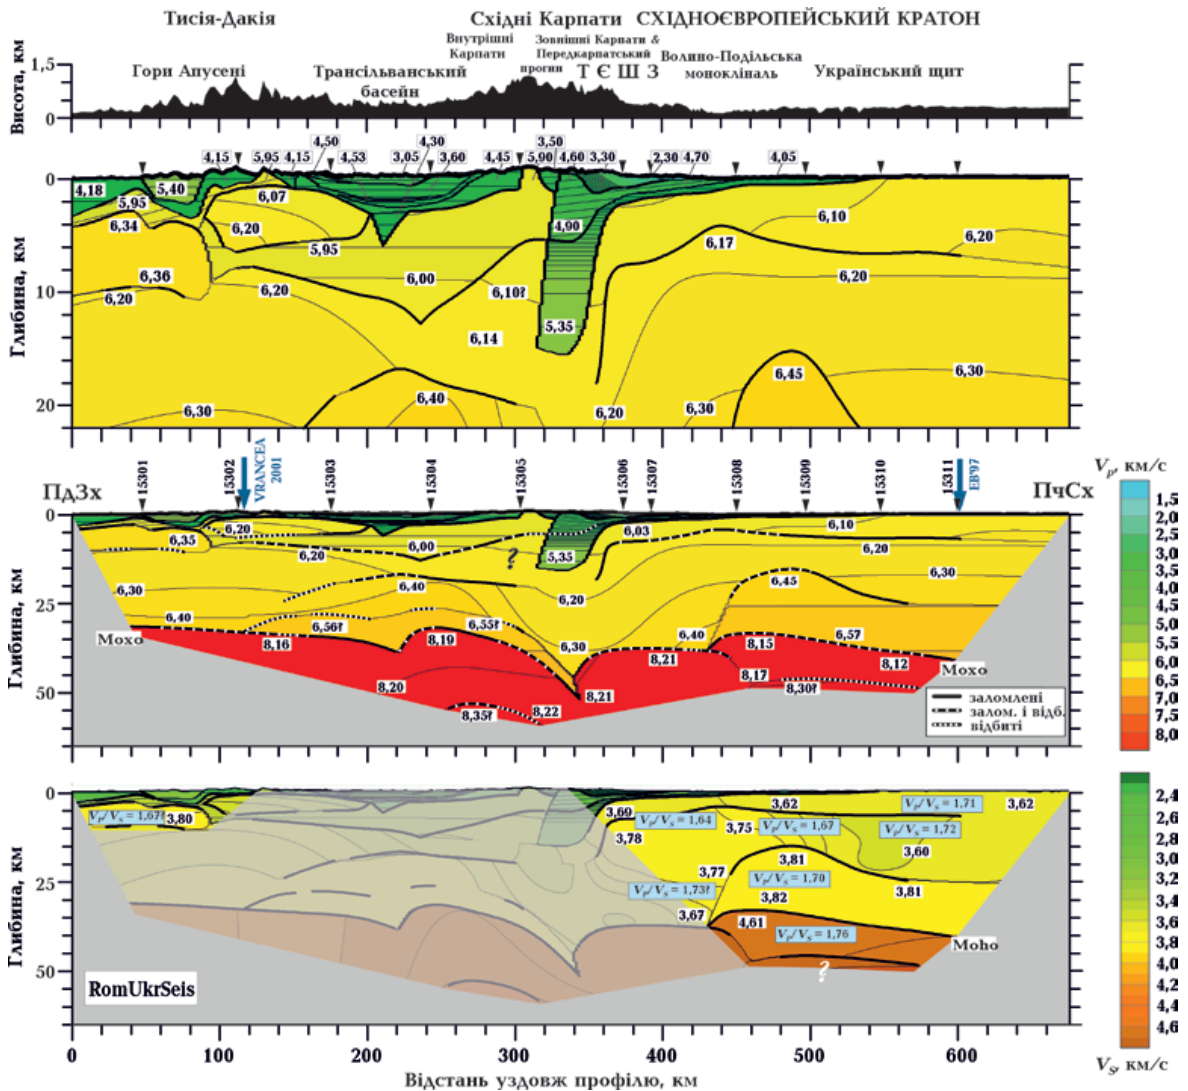 Тисія-Дакія
Східні Карпати
СХІДНОЄВРОПЕЙСЬКИЙ КРАТОН
Внутрішні
Карпати
Зовнішні Карпати &
Передкарпатський
прогин
Т Є Ш З
Волино-Подільська
монокліналь
Гори Апусені
Трансільванський
басейн
Український щит
Висота, км
1,5
0
4,50 4,30 3,50
4,15 5,95 4,15 4,53 3,05 3,60 4,45 5,90 4,60 3,30 2,30 4,70 4,05
Глибина, км
0
10
20
4,18 5,40
5,95 6,07
6,34 6,20 4,90 6,10
5,95 6,17 6,20
6,36 6,00 6,20
6,20 6,20 6,10?
6,14 5,35
6,45 6,30
6,30 6,40 6,20 6,30
15301 15302 VRANCEA 2001 15303 15304 15305 15306 15307 15308 15309 15310 15311 EB'97
ПдЗх
ПчСх
Vp, км/с
1,5
2,0
2,5
3,0
3,5
4,0
4,5
5,0
5,5
6,0
6,5
7,0
7,5
8,0
Глибина, км
0
25
50
6,20 6,03 6,10
6,35 6,20 6,00 5,35 6,20
?
6,30 6,40 6,20 6,45 6,30
6,40 6,56? 6,55? 6,30 6,40 6,57
Мохо
8,16 8,19 8,21 8,15 8,12
Мохо
8,20 8,21 8,17
8,35? 8,22 8,30?
заломлені
залом. і відб.
відбиті
Глибина, км
0
25
50
Vp/Vs = 1,67? 3,80
3,60 3,62 Vp/Vs = 1,71 3,62
Vp/Vs = 1,64 3,75 Vp/Vs = 1,67 Vp/Vs = 1,72
3,78 3,60
3,77 3,81
Vp/Vs = 1,73? Vp/Vs = 1,70 3,81
3,82
3,67 4,61
Vp/Vs = 1,76
Moho
?
RomUkrSeis
2,4
2,6
2,8
3,0
3,2
3,4
3,6
3,8
4,0
4,2
4,4
4,6
Vs, км/с
0 100 200 300 400 500 600
Відстань уздовж профілю, км